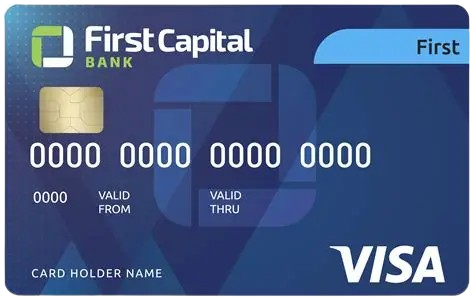 First Capital
BANK
First
0000 0000 0000 0000
0000
VALID
FROM
VALID
THRU
CARD HOLDER NAME
VISA